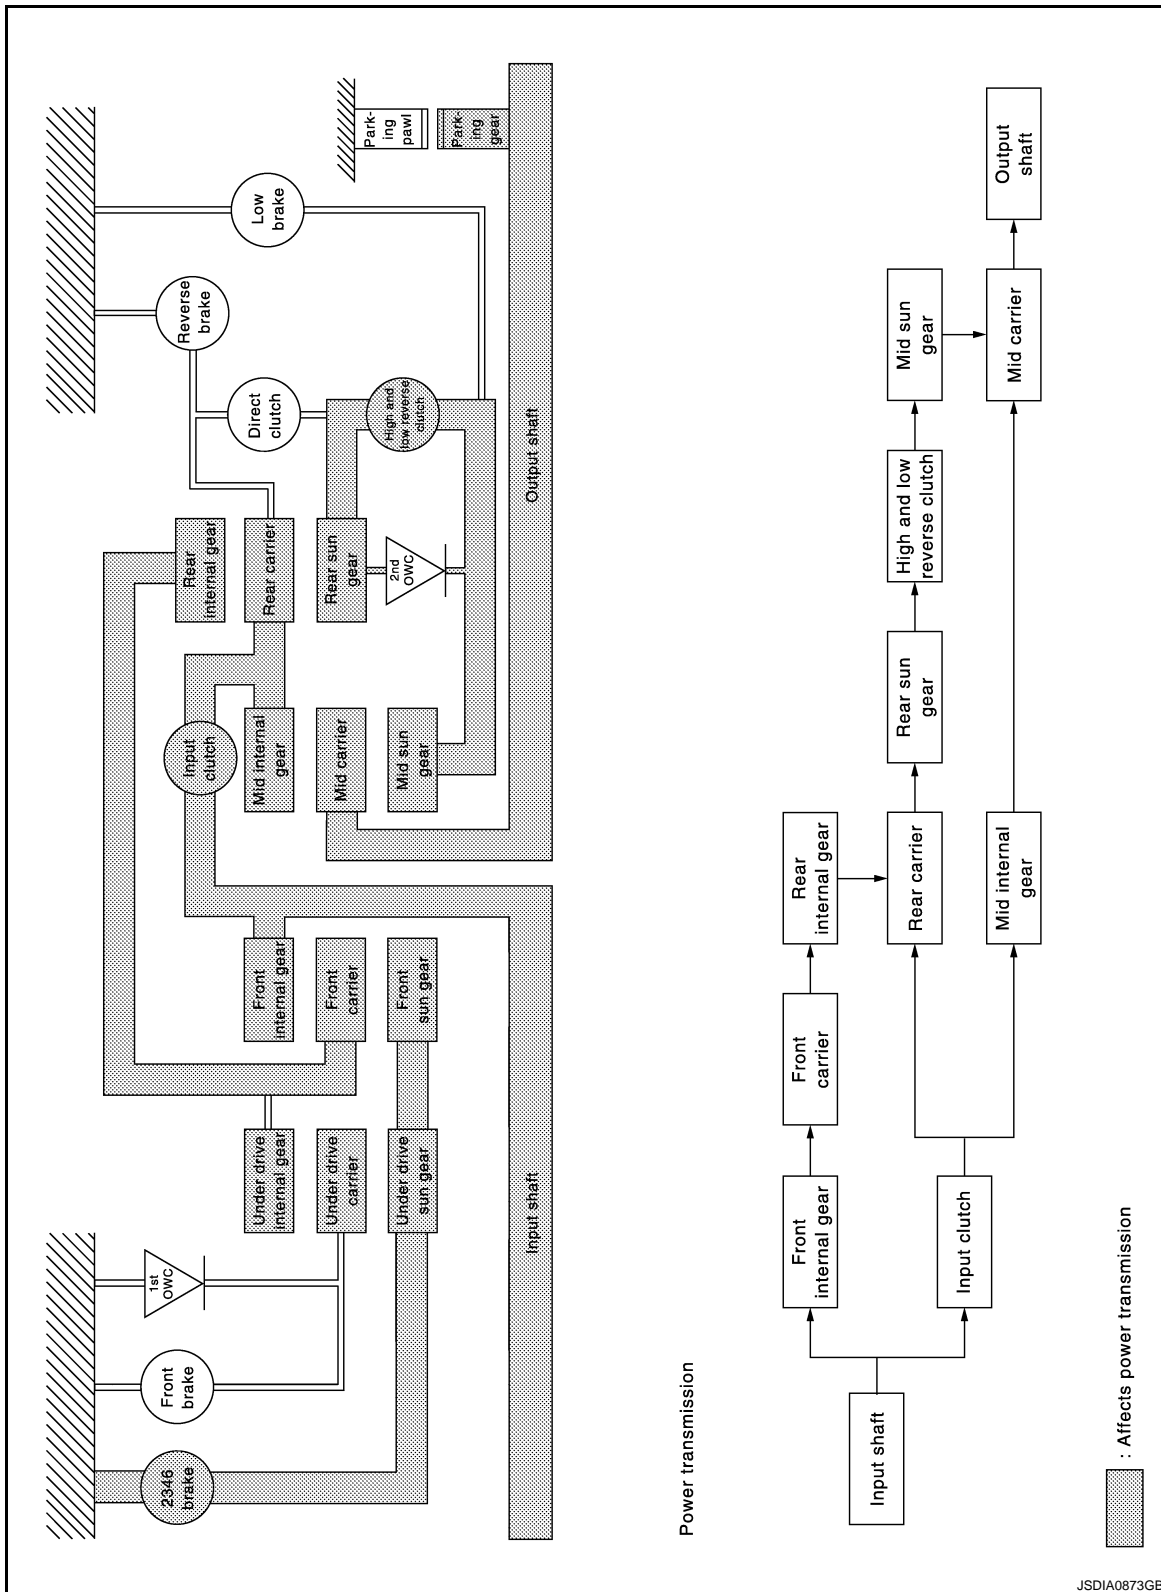 2346
brake
Front
brake
1st
OWC
Under drive
internal gear
Under drive
carrier
Under drive
sun gear
Front
internal gear
Front
carrier
Front
sun gear
Input shaft
Input
clutch
Mid internal
gear
Mid carrier
Mid sun
gear
Rear
internal gear
Rear carrier
Rear sun
gear
2nd
OWC
Direct
clutch
High and
low reverse
clutch
Reverse
brake
Low
brake
Park-
ing
pawl
Park-
ing
gear
Output shaft
Power transmission
Input shaft
Front
internal gear
Front
carrier
Rear
internal gear
Input clutch
Rear carrier
Rear sun
gear
High and low
reverse clutch
Mid sun
gear
Mid internal
gear
Mid carrier
Output
shaft
: Affects power transmission
JSDIA0873GB